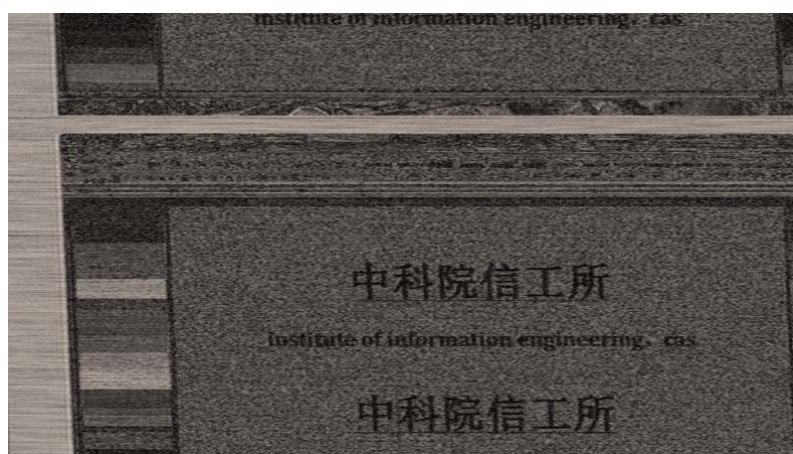 institute of information engineering, cas
中科院信工所
institute of information engineering, cas
中科院信工所